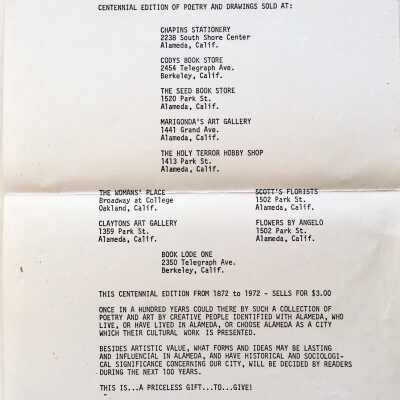 CENTENNIAL EDITION OF POETRY AND DRAWINGS SOLD AT:
CHAPINS STATIONERY
2238 South Shore Center
Alameda, Calif.
CODYS BOOK STORE
2454 Telegraph Ave.
Berkeley, Calif.
THE SEED BOOK STORE
1520 Park St.
Alameda, Calif.
MARIGONDA'S ART GALLERY
1441 Grand Ave.
Alameda, Calif.
THE HOLY TERROR HOBBY SHOP
1413 Park St.
Alameda, Calif.
THE WOMANS' PLACE
Broadway at College
Oakland, Calif.
SCOTT'S FLORISTS
1502 Park St.
Alameda, Calif.
CLAYTONS ART GALLERY
1359 Park St.
Alameda, Calif.
FLOWERS BY ANGELO
1502 Park St.
Alameda, Calif.
BOOK LODE ONE
2350 Telegraph Ave.
Berkeley, Calif.
THIS CENTENNIAL EDITION FROM 1872 to 1972 - SELLS FOR $3.00
ONCE IN A HUNDRED YEARS COULD THERE BY SUCH A COLLECTION OF
POETRY AND ART BY CREATIVE PEOPLE IDENTIFIED WITH ALAMEDA, WHO
LIVE, OR HAVE LIVED IN ALAMEDA, OR CHOOSE ALAMEDA AS A CITY
WHICH THEIR CULTURAL WORK IS PRESENTED.
BESIDES ARTISTIC VALUE, WHAT FORMS AND IDEAS MAY BE LASTING
AND INFLUENCIAL IN ALAMEDA, AND HAVE HISTORICAL AND SOCIOLOGI-
CAL SIGNIFICANCE CONCERNING OUR CITY, WILL BE DECIDED BY READERS
DURING THE NEXT 100 YEARS.
THIS IS...A PRICELESS GIFT...TO...GIVE!